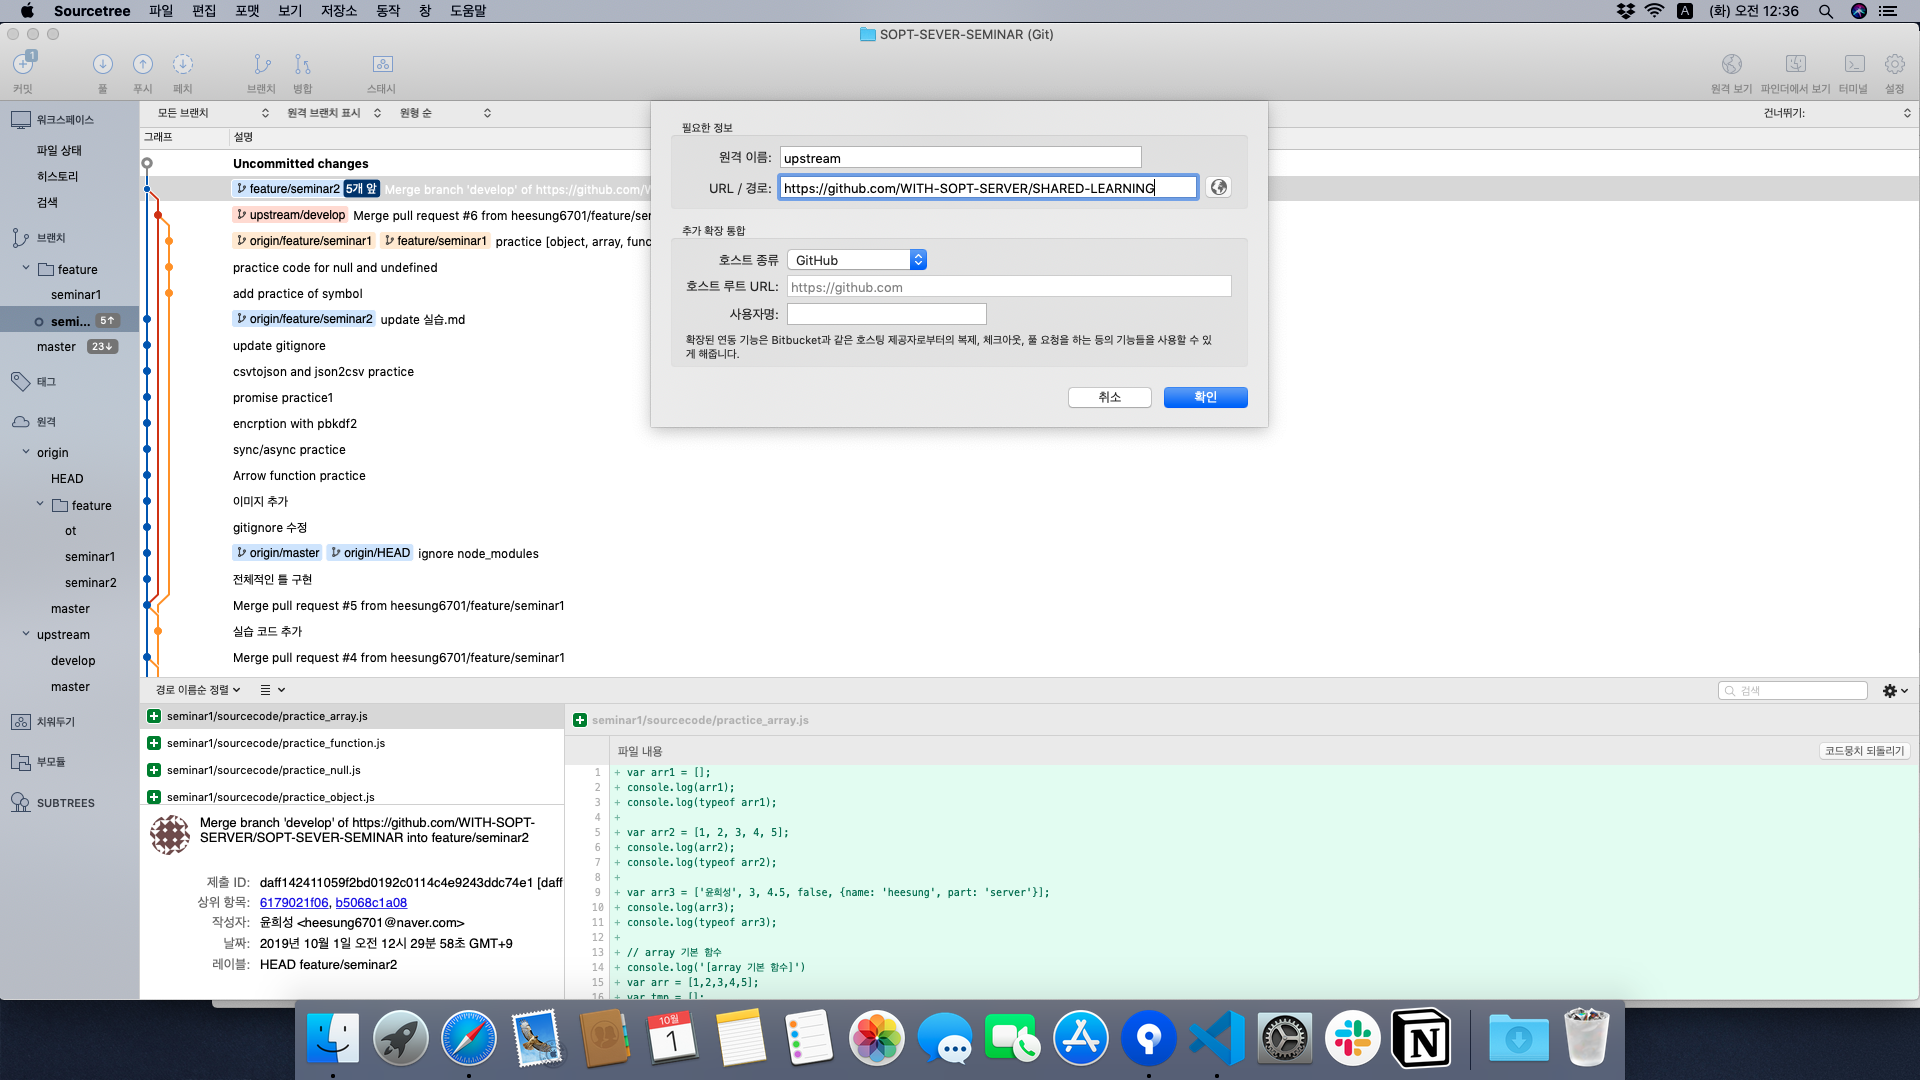 Sourcetree 파일 편집 포맷 보기 저장소 동작 창 도움말 A (화) 오전 12:36
SOPT-SEVER-SEMINAR (Git)
1
커밋 풀 푸시 페치 브랜치 병합 스태시 원격 보기 파인더에서 보기 터미널 설정
워크스페이스
파일 상태
히스토리
검색
브랜치
feature
seminar1
semi... 5↑
master 23↓
태그
원격
origin
HEAD
feature
ot
seminar1
seminar2
master
upstream
develop
master
치워두기
부모듈
SUBTREES
모든 브랜치 원격 브랜치 표시 원형 순 건너뛰기:
그래프 설명
Uncommitted changes
feature/seminar2 5개 앞 Merge branch 'develop' of https://github.com/W
upstream/develop Merge pull request #6 from heesung6701/feature/ser
origin/feature/seminar1 feature/seminar1 practice [object, array, func
practice code for null and undefined
add practice of symbol
origin/feature/seminar2 update 실습.md
update gitignore
csvtojson and json2csv practice
promise practice1
encrption with pbkdf2
sync/async practice
Arrow function practice
이미지 추가
gitignore 수정
origin/master origin/HEAD ignore node_modules
전체적인 틀 구현
Merge pull request #5 from heesung6701/feature/seminar1
실습 코드 추가
Merge pull request #4 from heesung6701/feature/seminar1
필요한 정보
원격 이름: upstream
URL / 경로: https://github.com/WITH-SOPT-SERVER/SHARED-LEARNING
추가 확장 통합
호스트 종류 GitHub
호스트 루트 URL: https://github.com
사용자명:
확장된 연동 기능은 Bitbucket과 같은 호스팅 제공자로부터의 복제, 체크아웃, 풀 요청을 하는 등의 기능들을 사용할 수 있
게 해줍니다.
취소 확인
경로 이름순 정렬 검색
seminar1/sourcecode/practice_array.js
seminar1/sourcecode/practice_function.js
seminar1/sourcecode/practice_null.js
seminar1/sourcecode/practice_object.js
Merge branch 'develop' of https://github.com/WITH-SOPT-
SERVER/SOPT-SEVER-SEMINAR into feature/seminar2
제출 ID: daff142411059f2bd0192c0114c4e9243ddc74e1 [daff
상위 항목: 6179021f06, b5068c1a08
작성자: 윤희성 <heesung6701@naver.com>
날짜: 2019년 10월 1일 오전 12시 29분 58초 GMT+9
레이블: HEAD feature/seminar2
seminar1/sourcecode/practice_array.js
파일 내용 코드뭉치 되돌리기
1 + var arr1 = [];
2 + console.log(arr1);
3 + console.log(typeof arr1);
4 +
5 + var arr2 = [1, 2, 3, 4, 5];
6 + console.log(arr2);
7 + console.log(typeof arr2);
8 +
9 + var arr3 = ['윤희성', 3, 4.5, false, {name: 'heesung', part: 'server'}];
10 + console.log(arr3);
11 + console.log(typeof arr3);
12 +
13 + // array 기본 함수
14 + console.log('[array 기본 함수]')
15 + var arr = [1,2,3,4,5];
16 + var tmp = [];
10월
1